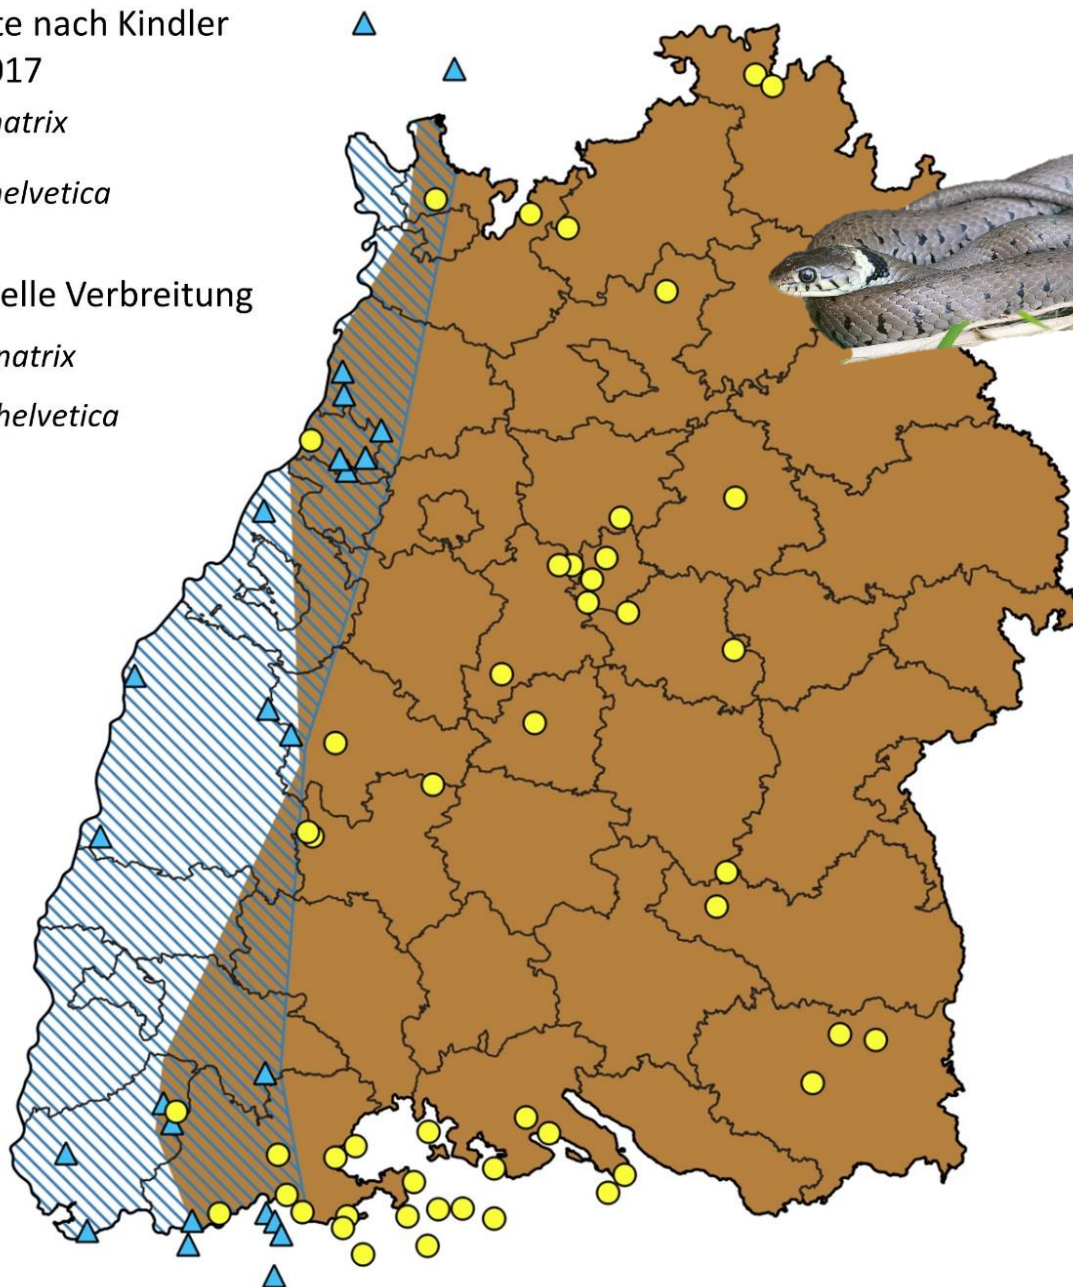 te nach Kindler
017
natrix
helvetica
elle Verbreitung
natrix
helvetica